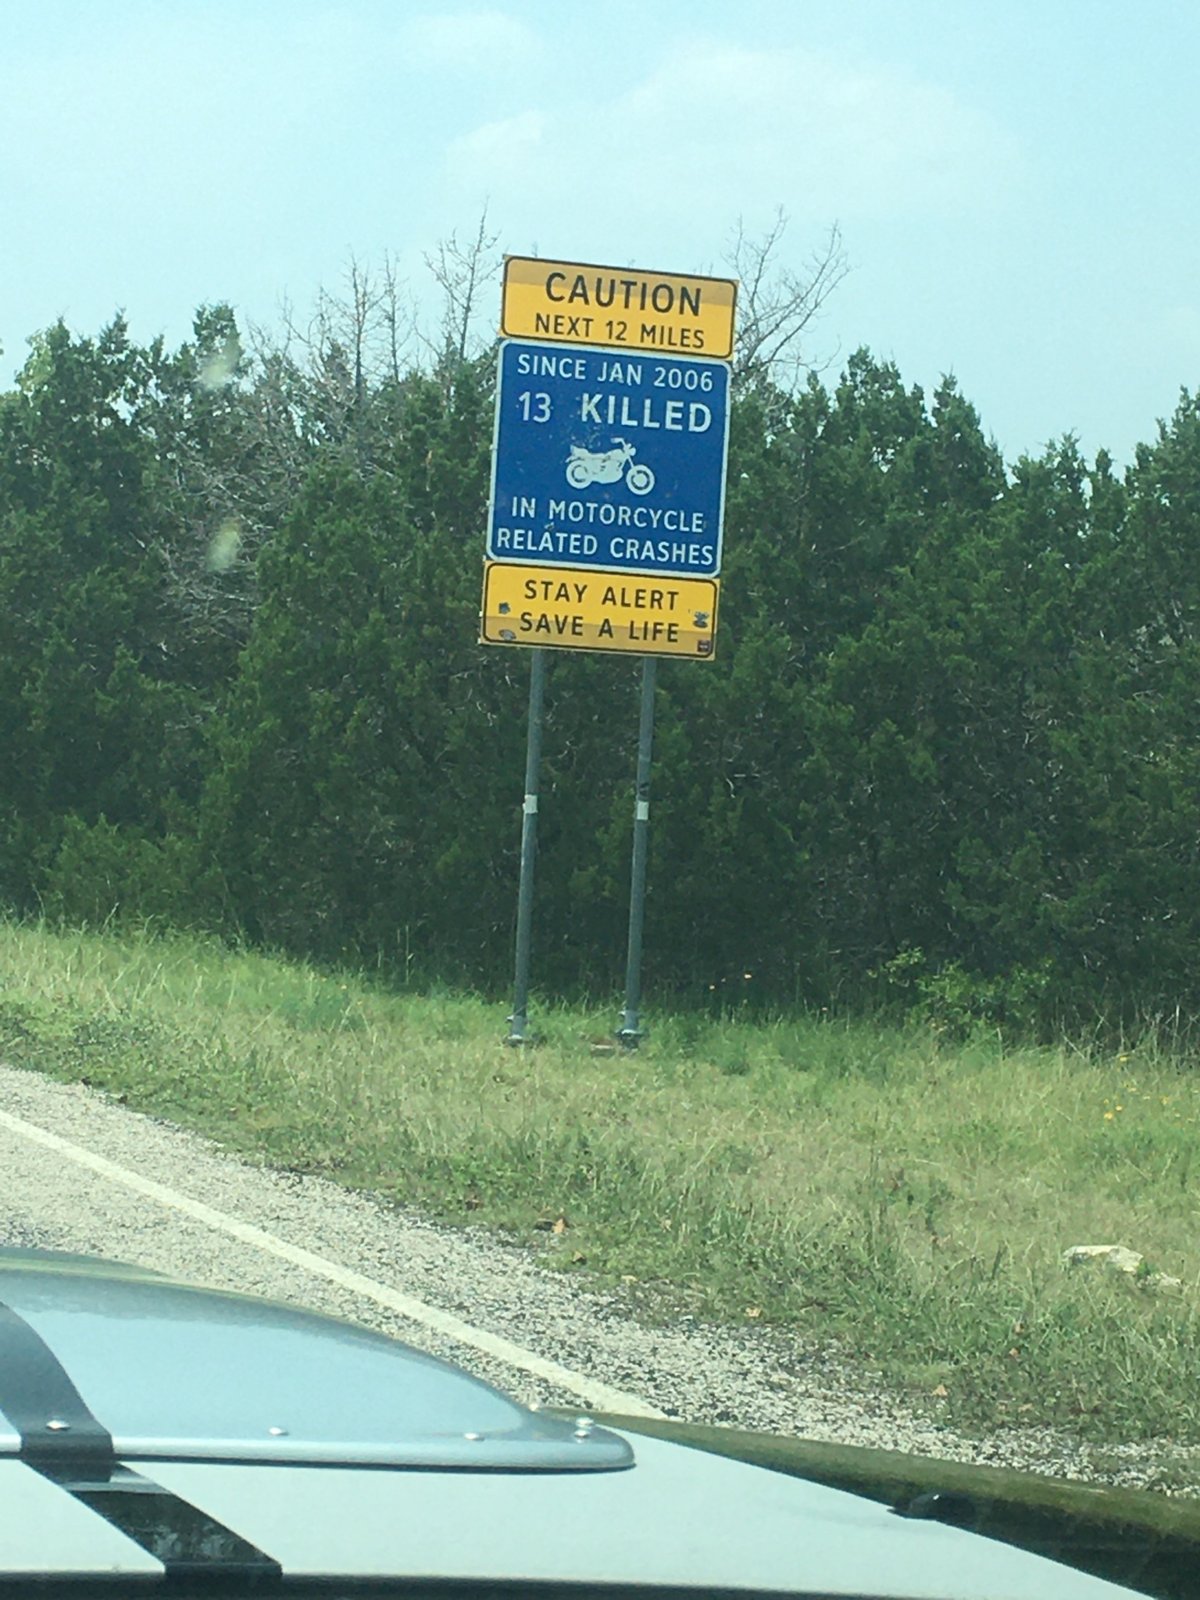 CAUTION
NEXT 12 MILES
SINCE JAN 2006
13 KILLED
IN MOTORCYCLE
RELATED CRASHES
STAY ALERT
SAVE A LIFE